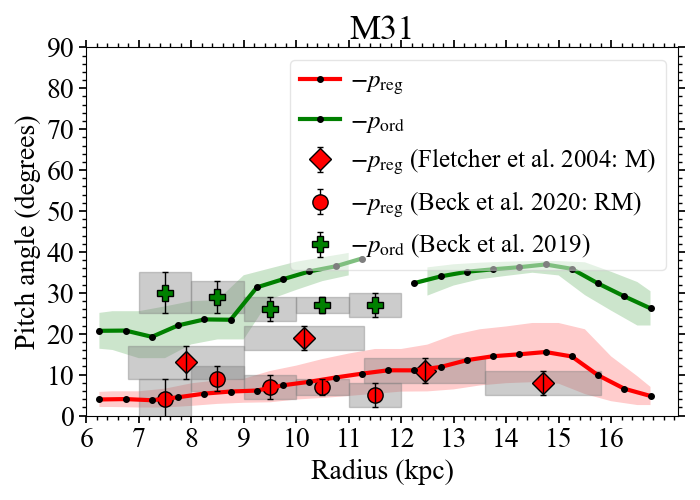 M31
90
80
70
60
50
40
30
20
10
0
Pitch angle (degrees)
−p_reg
−p_ord
−p_reg (Fletcher et al. 2004: M)
−p_reg (Beck et al. 2020: RM)
−p_ord (Beck et al. 2019)
6 7 8 9 10 11 12 13 14 15 16
Radius (kpc)